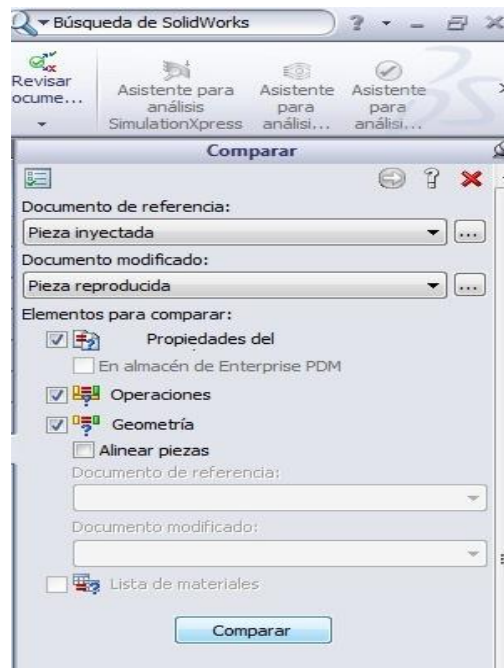 Búsqueda de SolidWorks
Revisar
ocume...
Asistente para
análisis
SimulationXpress
Asistente
para
análisi...
Asistente
para
análisi...
Comparar
Documento de referencia:
Pieza inyectada
...
Documento modificado:
Pieza reproducida
...
Elementos para comparar:
Propiedades del
En almacén de Enterprise PDM
Operaciones
Geometría
Alinear piezas
Documento de referencia:
Documento modificado:
Lista de materiales
Comparar